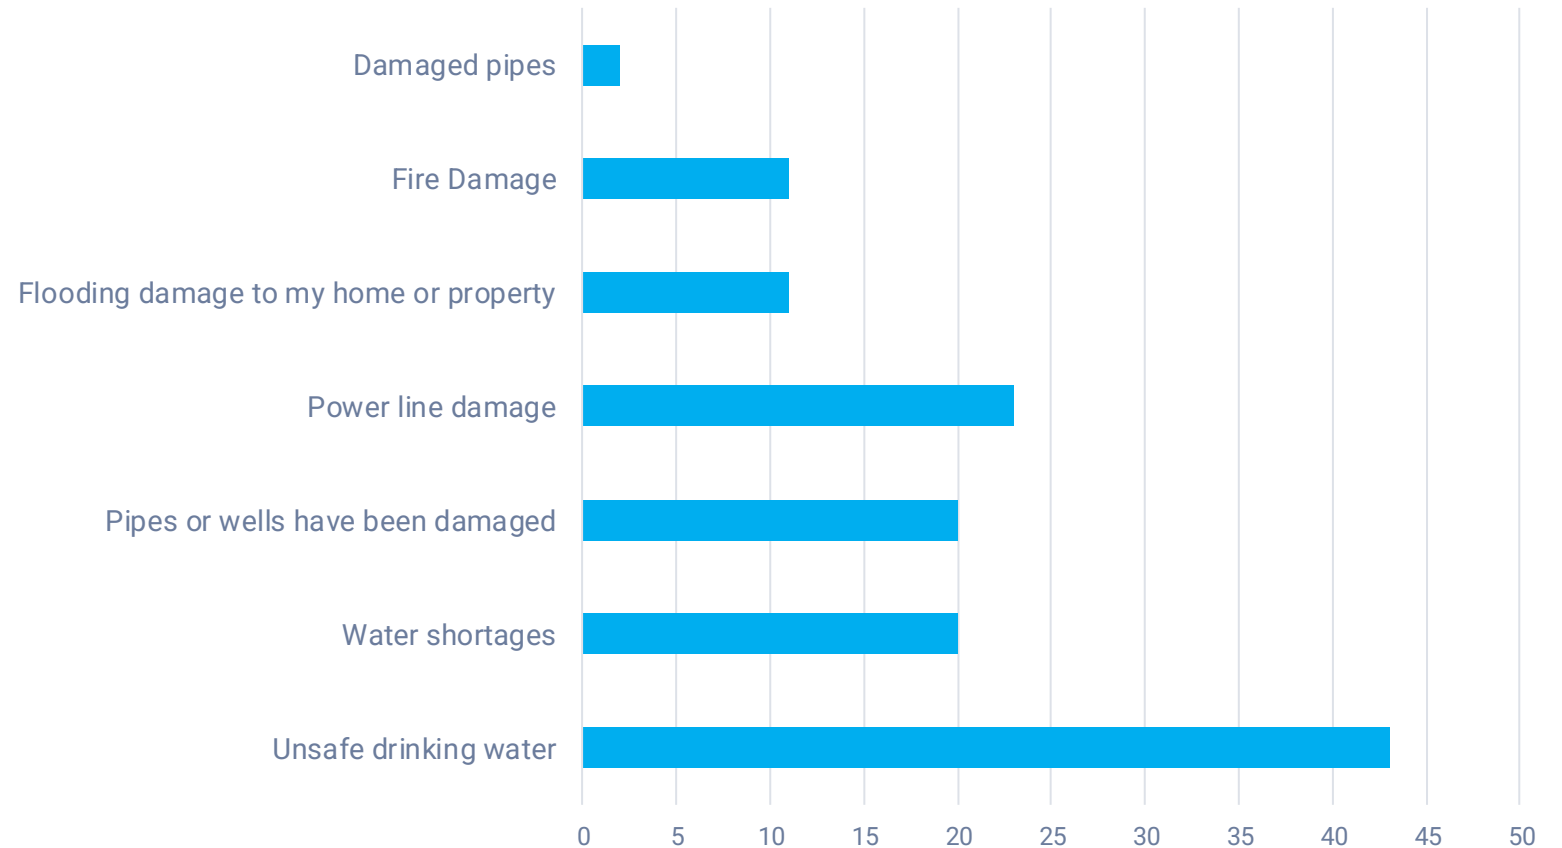 Damaged pipes
Fire Damage
Flooding damage to my home or property
Power line damage
Pipes or wells have been damaged
Water shortages
Unsafe drinking water
0 5 10 15 20 25 30 35 40 45 50